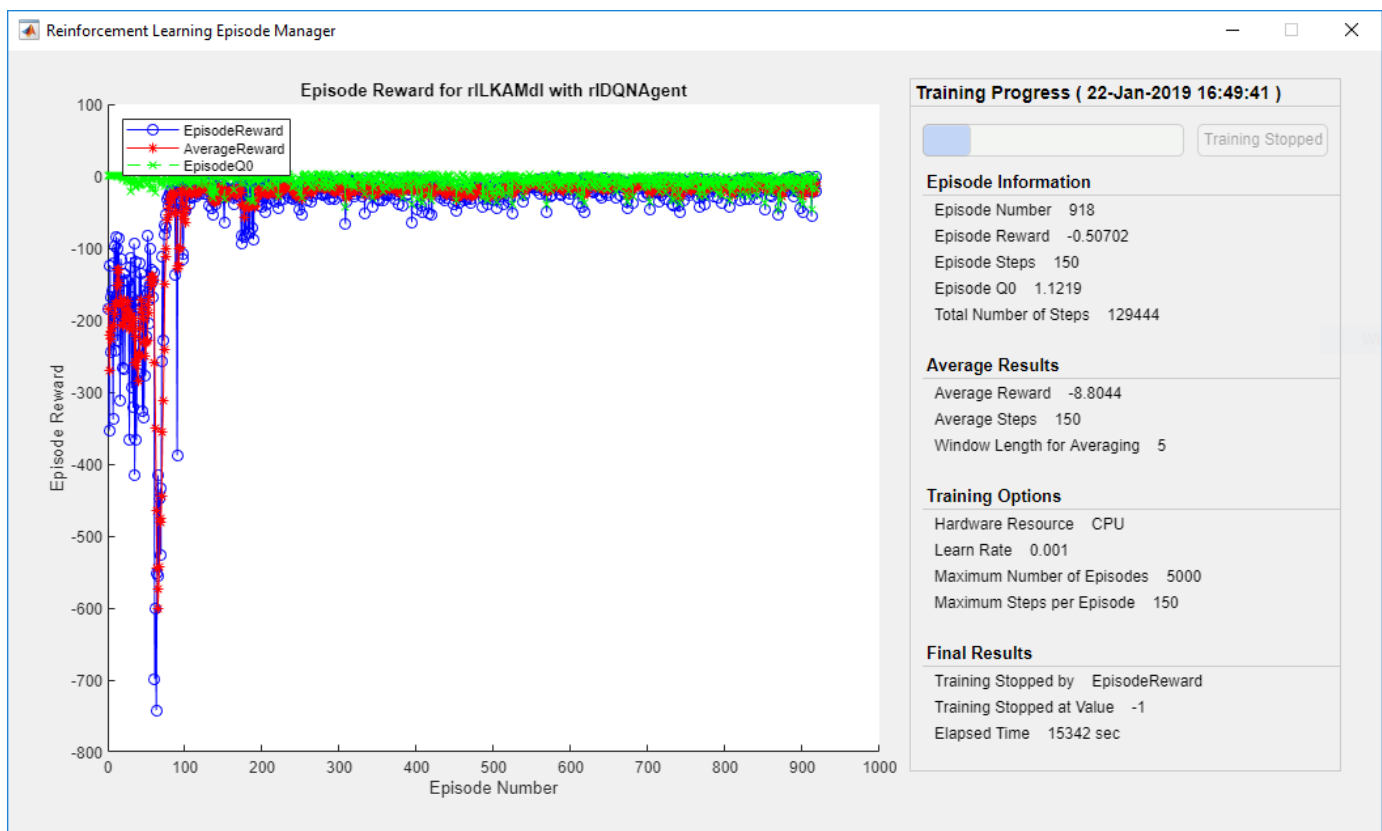 Reinforcement Learning Episode Manager
Episode Reward for rlLKAMdl with rlDQNAgent
100
0
-100
-200
-300
-400
-500
-600
-700
-800
Episode Reward
EpisodeReward
AverageReward
EpisodeQ0
0 100 200 300 400 500 600 700 800 900 1000
Episode Number
Training Progress ( 22-Jan-2019 16:49:41 )
Training Stopped
Episode Information
Episode Number 918
Episode Reward -0.50702
Episode Steps 150
Episode Q0 1.1219
Total Number of Steps 129444
Average Results
Average Reward -8.8044
Average Steps 150
Window Length for Averaging 5
Training Options
Hardware Resource CPU
Learn Rate 0.001
Maximum Number of Episodes 5000
Maximum Steps per Episode 150
Final Results
Training Stopped by EpisodeReward
Training Stopped at Value -1
Elapsed Time 15342 sec